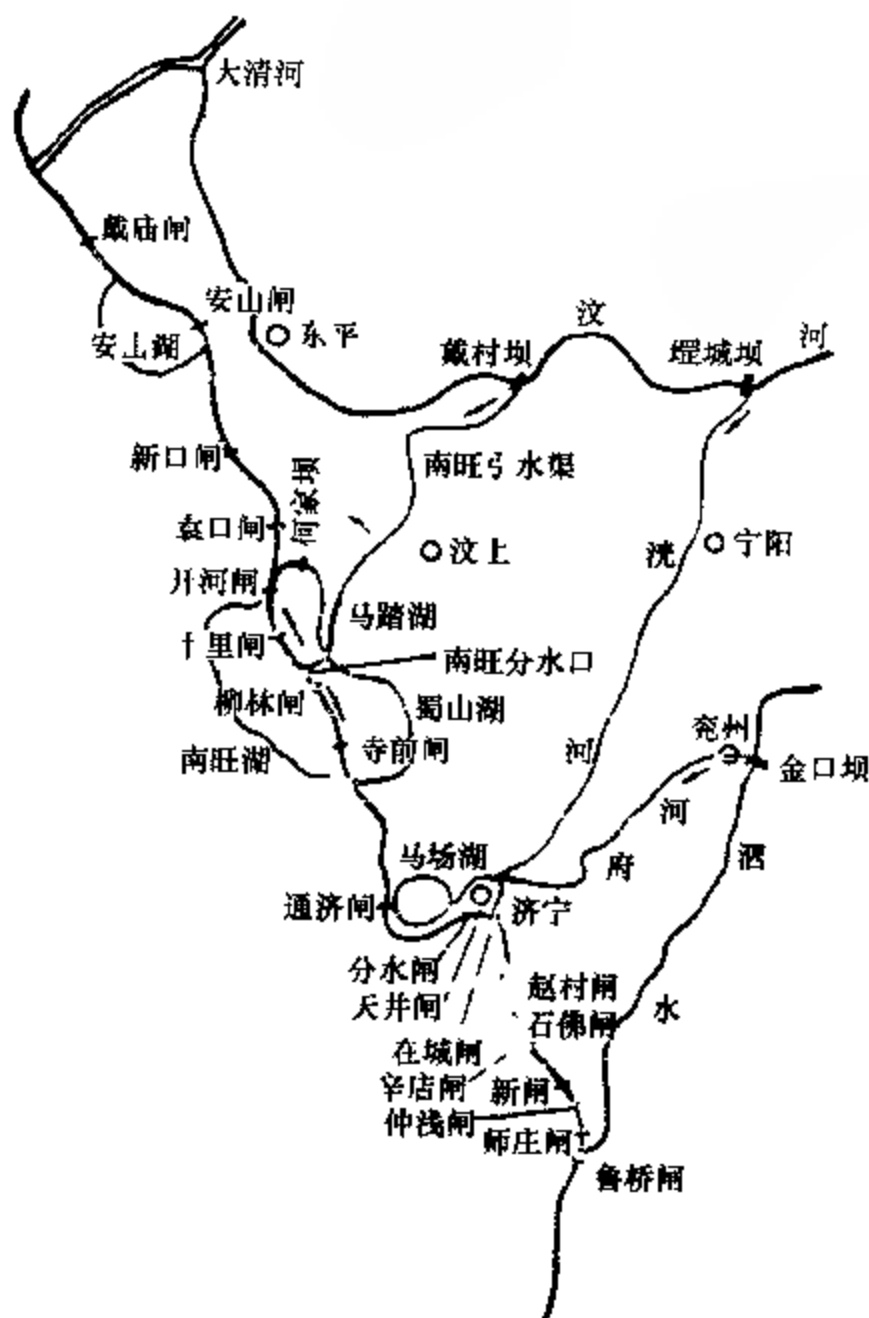 大清河
戴庙闸
安山闸
安山湖
东平
汶
河
戴村坝
堽城坝
新口闸
南旺引水渠
袁口闸
何家坝
汶上
洸
宁阳
开河闸
马踏湖
十里闸
南旺分水口
柳林闸
蜀山湖
南旺湖
寺前闸
河
兖州
金口坝
河
府
泗
马场湖
通济闸
济宁
分水闸
天井闸
赵村闸
石佛闸
水
在城闸
辛店闸
新闸
仲浅闸
师庄闸
鲁桥闸